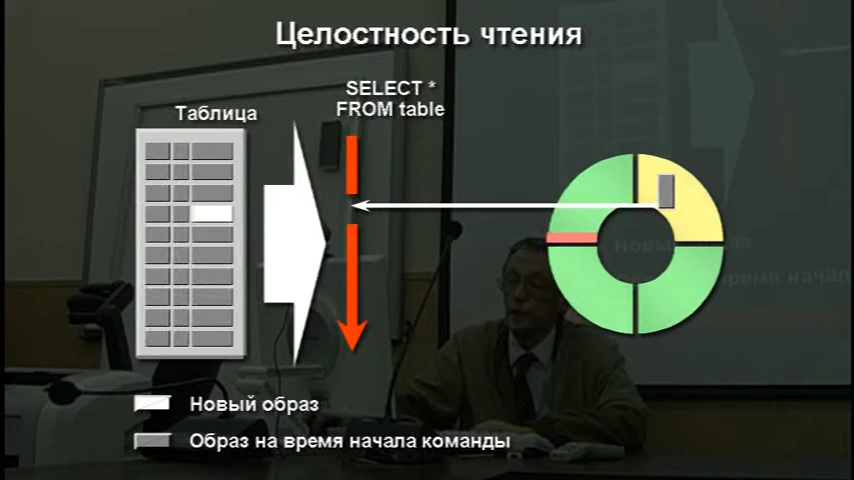 Целостность чтения
SELECT *
FROM table
Таблица
Новый образ
Образ на время начала команды